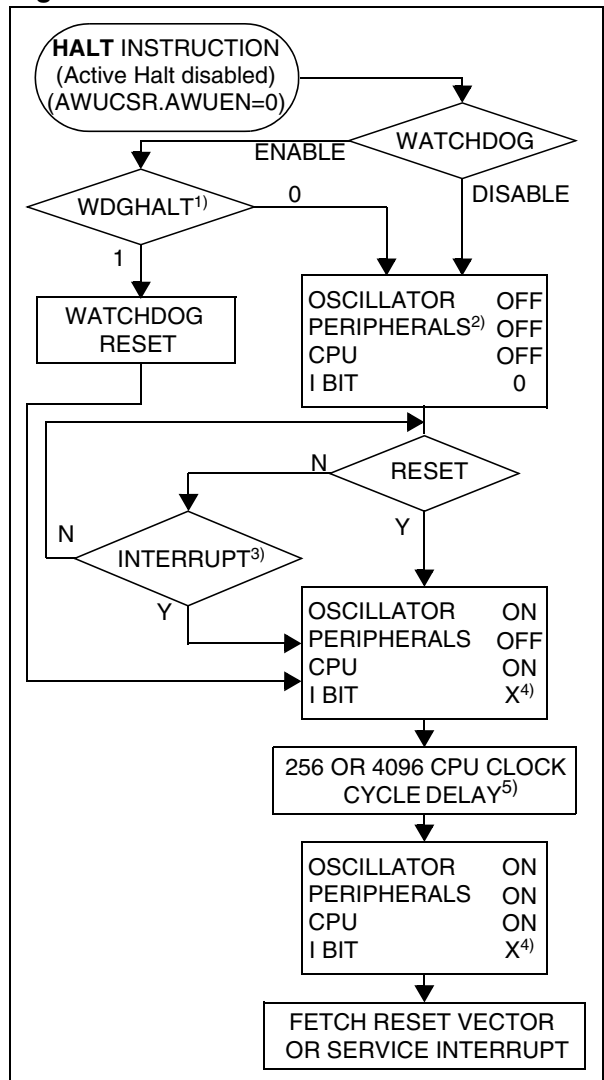 HALT INSTRUCTION
(Active Halt disabled)
(AWUCSR.AWUEN=0)
WATCHDOG
ENABLE
DISABLE
WDGHALT1)
0
1
WATCHDOG
RESET
OSCILLATOR OFF
PERIPHERALS2) OFF
CPU OFF
I BIT 0
RESET
N
Y
INTERRUPT3)
N
Y
OSCILLATOR ON
PERIPHERALS OFF
CPU ON
I BIT X4)
256 OR 4096 CPU CLOCK
CYCLE DELAY5)
OSCILLATOR ON
PERIPHERALS ON
CPU ON
I BIT X4)
FETCH RESET VECTOR
OR SERVICE INTERRUPT